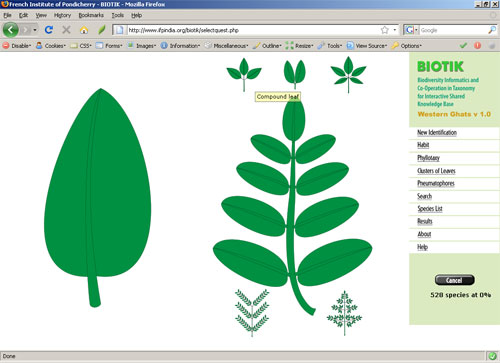 French Institute of Pondicherry - BIOTIK - Mozilla Firefox
File Edit View History Bookmarks Tools Help
http://www.ifpindia.org/biotik/selectquest.php
Google
Disable Cookies CSS Forms Images Information Miscellaneous Outline Resize Tools View Source Options
Compound leaf
BIOTIK
Biodiversity Informatics and
Co-Operation in Taxonomy
for Interactive Shared
Knowledge Base
Western Ghats v 1.0
New Identification
Habit
Phyllotaxy
Clusters of Leaves
Pneumatophores
Search
Species List
Results
About
Help
Cancel
528 species at 0%
Done